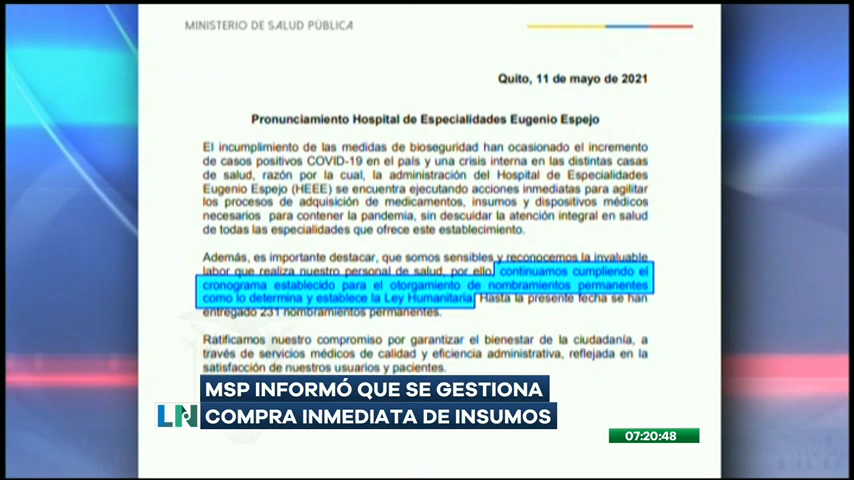 MINISTERIO DE SALUD PÚBLICA
Quito, 11 de mayo de 2021
Pronunciamiento Hospital de Especialidades Eugenio Espejo
El incumplimiento de las medidas de bioseguridad han ocasionado el incremento
de casos positivos COVID-19 en el país y una crisis interna en las distintas casas
de salud, razón por la cual, la administración del Hospital de Especialidades
Eugenio Espejo (HEEE) se encuentra ejecutando acciones inmediatas para agilitar
los procesos de adquisición de medicamentos, insumos y dispositivos médicos
necesarios para contener la pandemia, sin descuidar la atención integral en salud
de todas las especialidades que ofrece este establecimiento.
Además, es importante destacar, que somos sensibles y reconocemos la invaluable
labor que realiza nuestro personal de salud, por ello, continuamos cumpliendo el
cronograma establecido para el otorgamiento de nombramientos permanentes
como lo determina y establece la Ley Humanitaria. Hasta la presente fecha se han
entregado 231 nombramientos permanentes.
Ratificamos nuestro compromiso por garantizar el bienestar de la ciudadanía, a
través de servicios médicos de calidad y eficiencia administrativa, reflejada en la
satisfacción de nuestros usuarios y pacientes.
MSP INFORMÓ QUE SE GESTIONA
LN COMPRA INMEDIATA DE INSUMOS
07:20:48